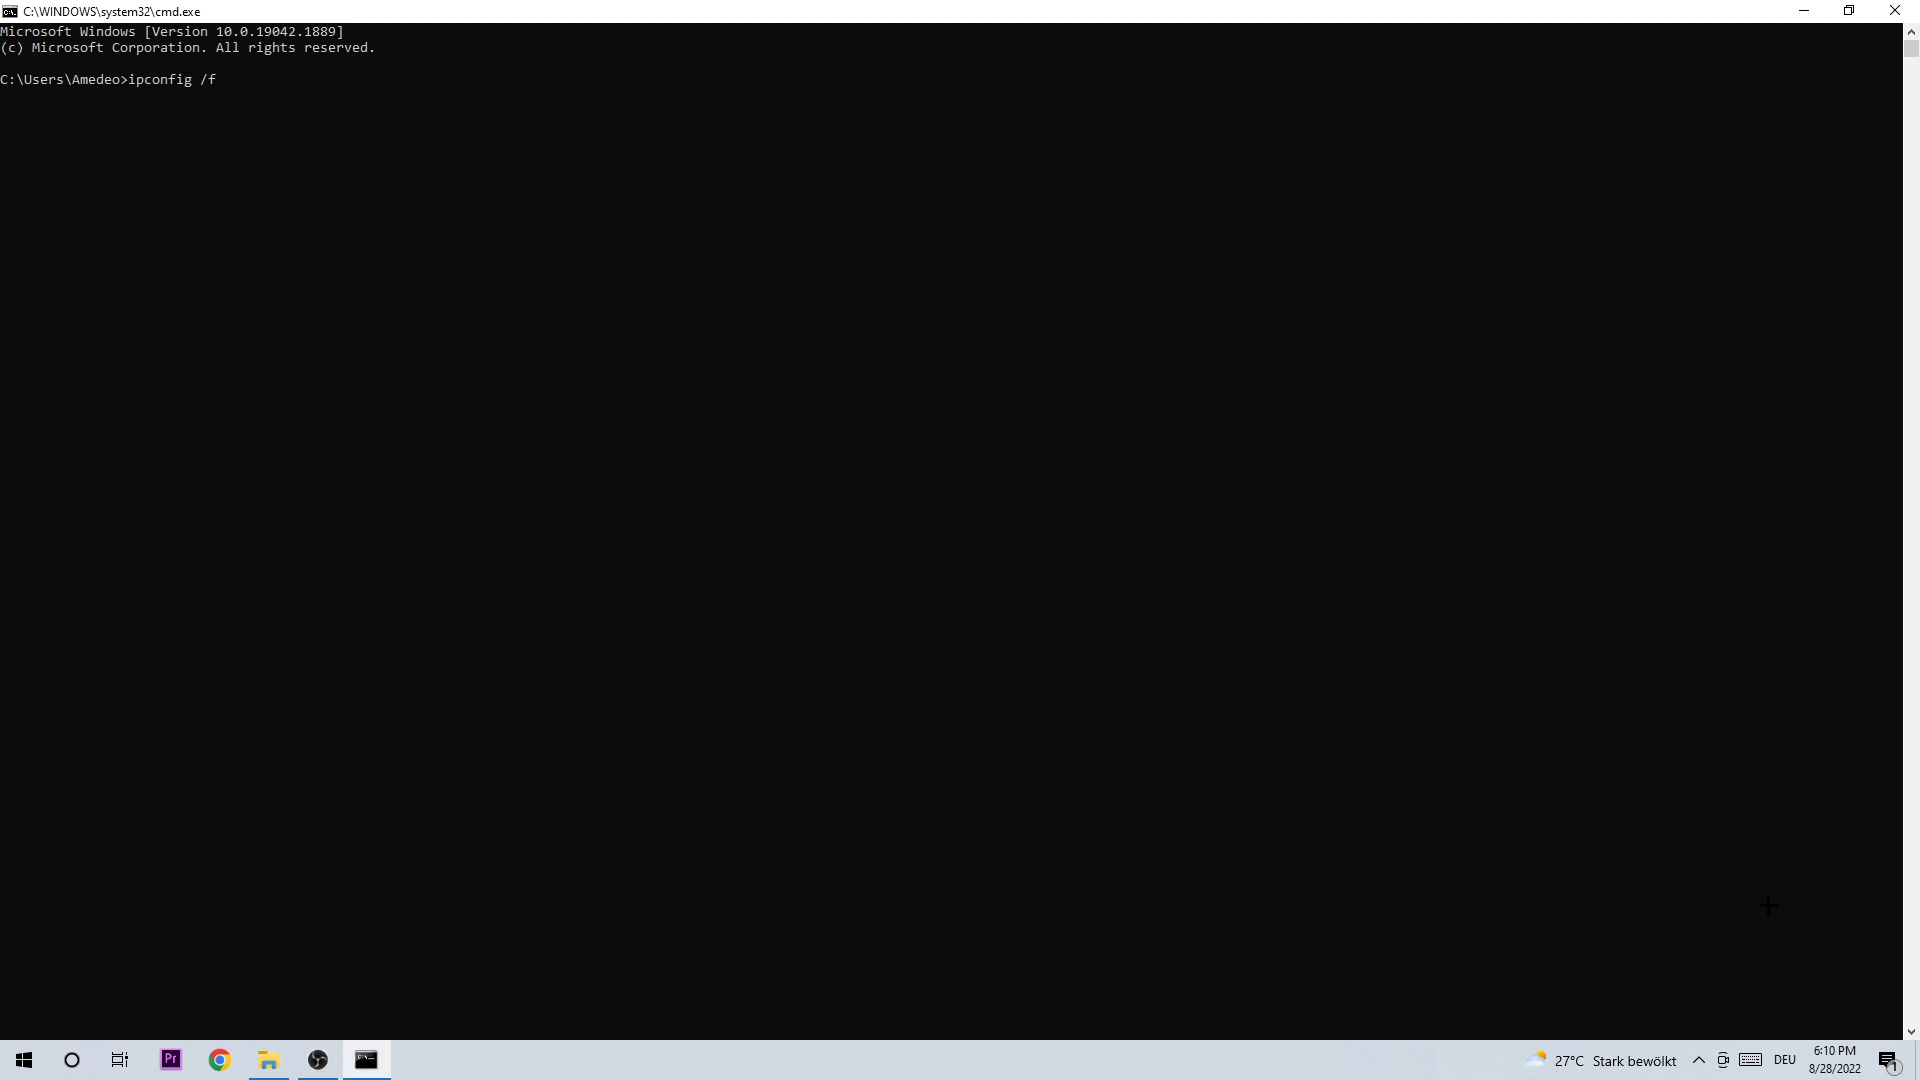 C:\WINDOWS\system32\cmd.exe
Microsoft Windows [Version 10.0.19042.1889]
(c) Microsoft Corporation. All rights reserved.
C:\Users\Amedeo>ipconfig /f
Pr
27°C Stark bewölkt
DEU
6:10 PM
8/28/2022
1